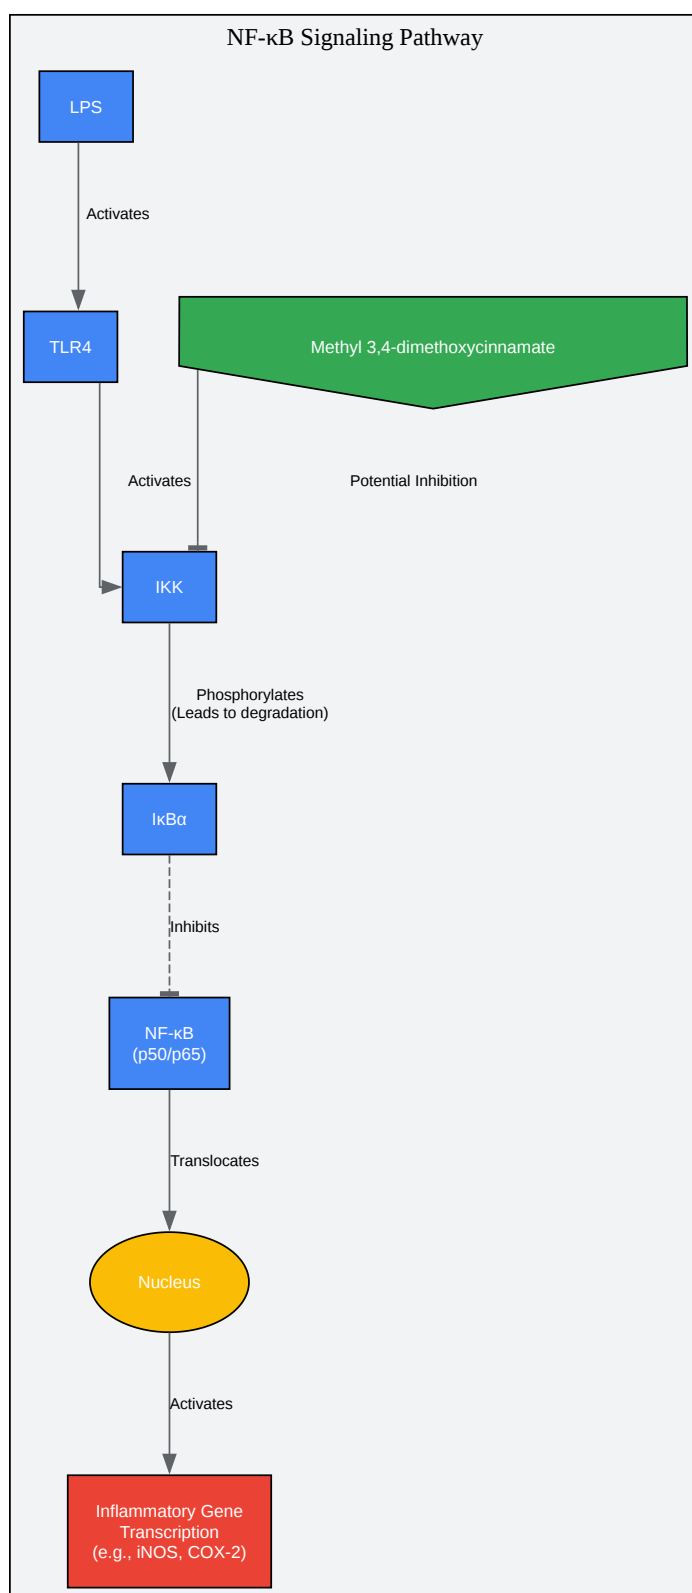 NF-κB Signaling Pathway
LPS
Activates
TLR4
Methyl 3,4-dimethoxycinnamate
Activates
Potential Inhibition
IKK
Phosphorylates
(Leads to degradation)
IκBα
Inhibits
NF-κB
(p50/p65)
Translocates
Nucleus
Activates
Inflammatory Gene
Transcription
(e.g., iNOS, COX-2)